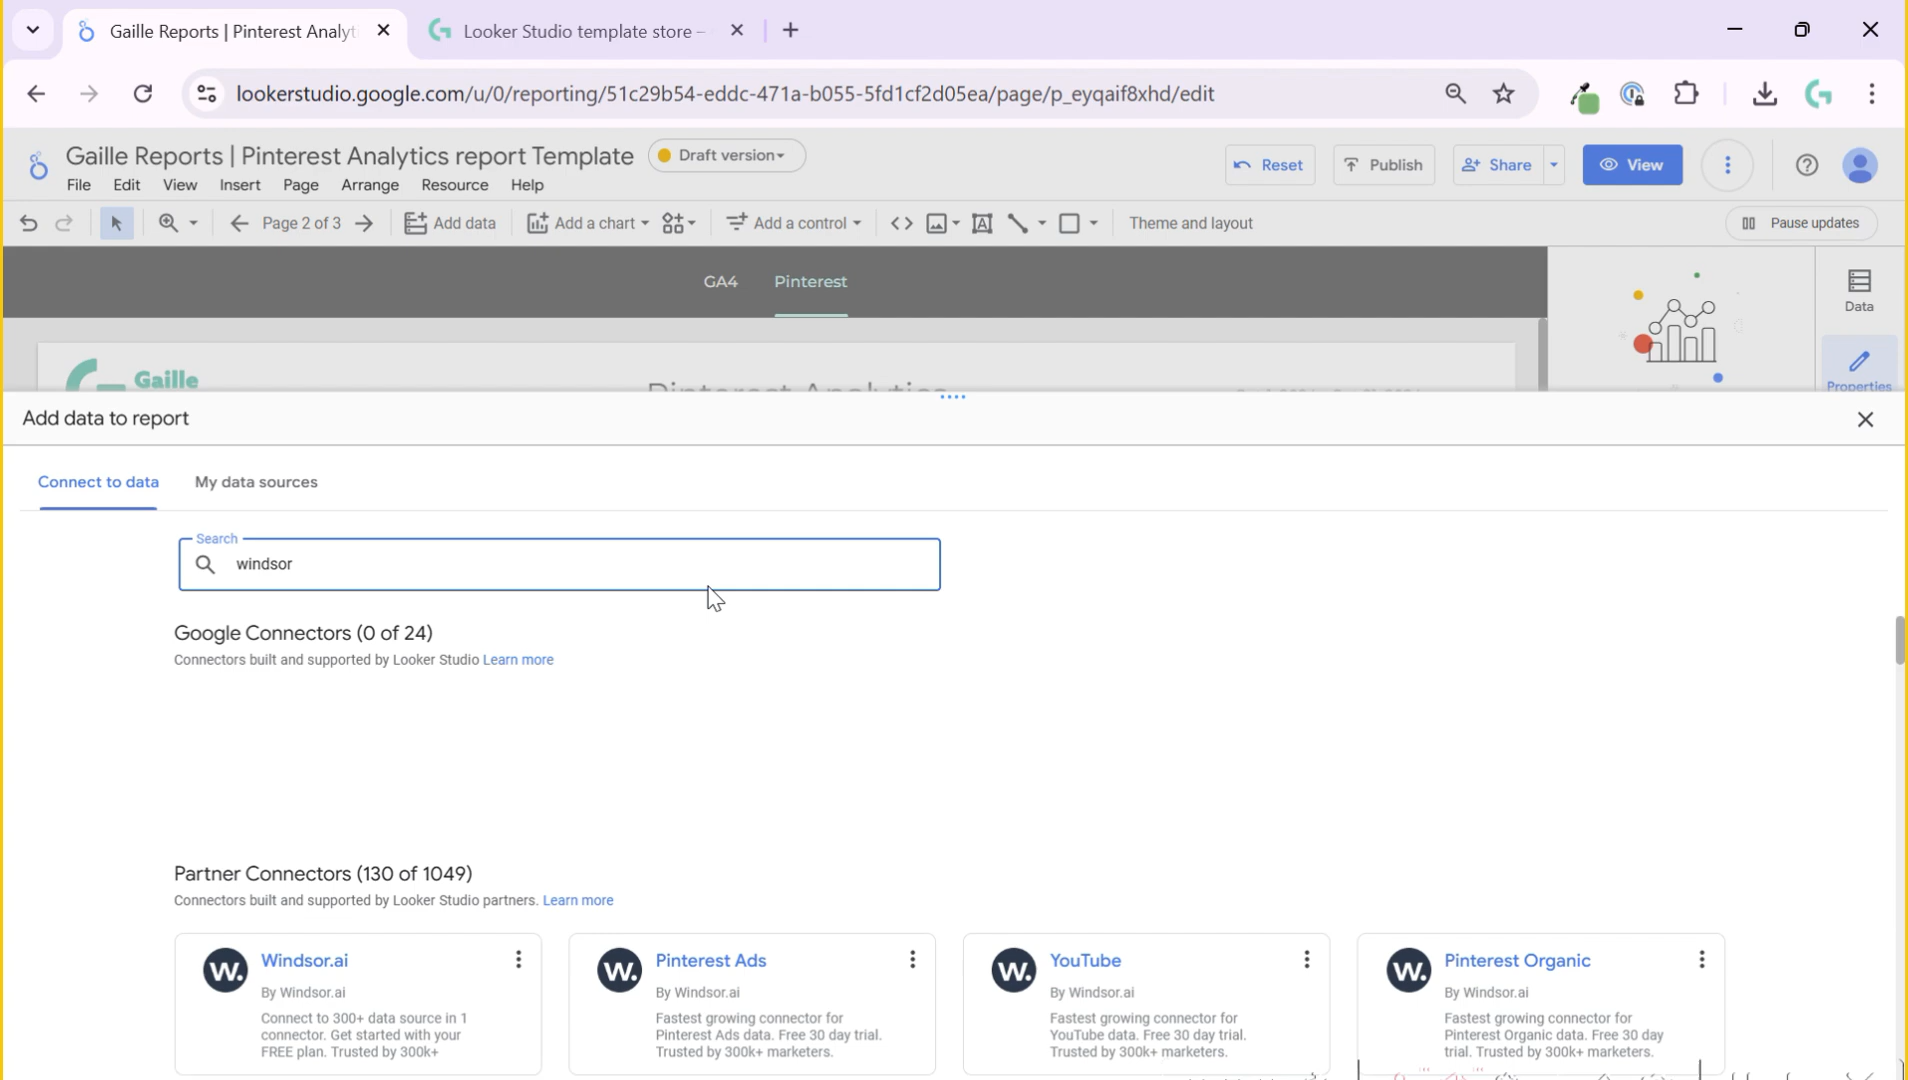 Gaille Reports | Pinterest Analyt
Looker Studio template store –
lookerstudio.google.com/u/0/reporting/51c29b54-eddc-471a-b055-5fd1cf2d05ea/page/p_eyqaif8xhd/edit
Gaille Reports | Pinterest Analytics report Template
Draft version
Reset
Publish
Share
View
File Edit View Insert Page Arrange Resource Help
Page 2 of 3
Add data
Add a chart
Add a control
Theme and layout
Pause updates
GA4
Pinterest
Data
Gaille
Pinterest Analytics
Properties
Add data to report
Connect to data
My data sources
Search
windsor
Google Connectors (0 of 24)
Connectors built and supported by Looker Studio Learn more
Partner Connectors (130 of 1049)
Connectors built and supported by Looker Studio partners. Learn more
W.
Windsor.ai
By Windsor.ai
Connect to 300+ data source in 1
connector. Get started with your
FREE plan. Trusted by 300k+
W.
Pinterest Ads
By Windsor.ai
Fastest growing connector for
Pinterest Ads data. Free 30 day trial.
Trusted by 300k+ marketers.
W.
YouTube
By Windsor.ai
Fastest growing connector for
YouTube data. Free 30 day trial.
Trusted by 300k+ marketers.
W.
Pinterest Organic
By Windsor.ai
Fastest growing connector for
Pinterest Organic data. Free 30 day
trial. Trusted by 300k+ marketers.